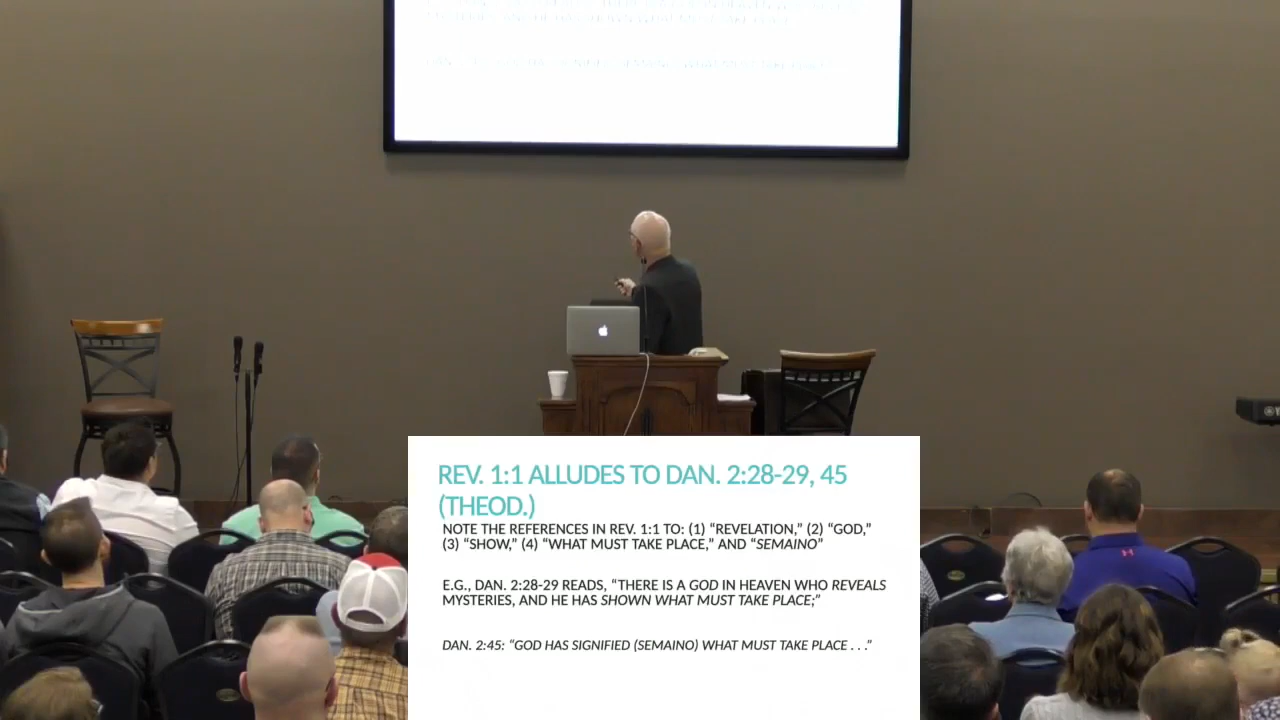 REV. 1:1 ALLUDES TO DAN. 2:28-29, 45
(THEOD.)
NOTE THE REFERENCES IN REV. 1:1 TO: (1) “REVELATION,” (2) “GOD,”
(3) “SHOW,” (4) “WHAT MUST TAKE PLACE,” AND “SEMAINO”
E.G., DAN. 2:28-29 READS, “THERE IS A GOD IN HEAVEN WHO REVEALS
MYSTERIES, AND HE HAS SHOWN WHAT MUST TAKE PLACE;”
DAN. 2:45: “GOD HAS SIGNIFIED (SEMAINO) WHAT MUST TAKE PLACE . . .”